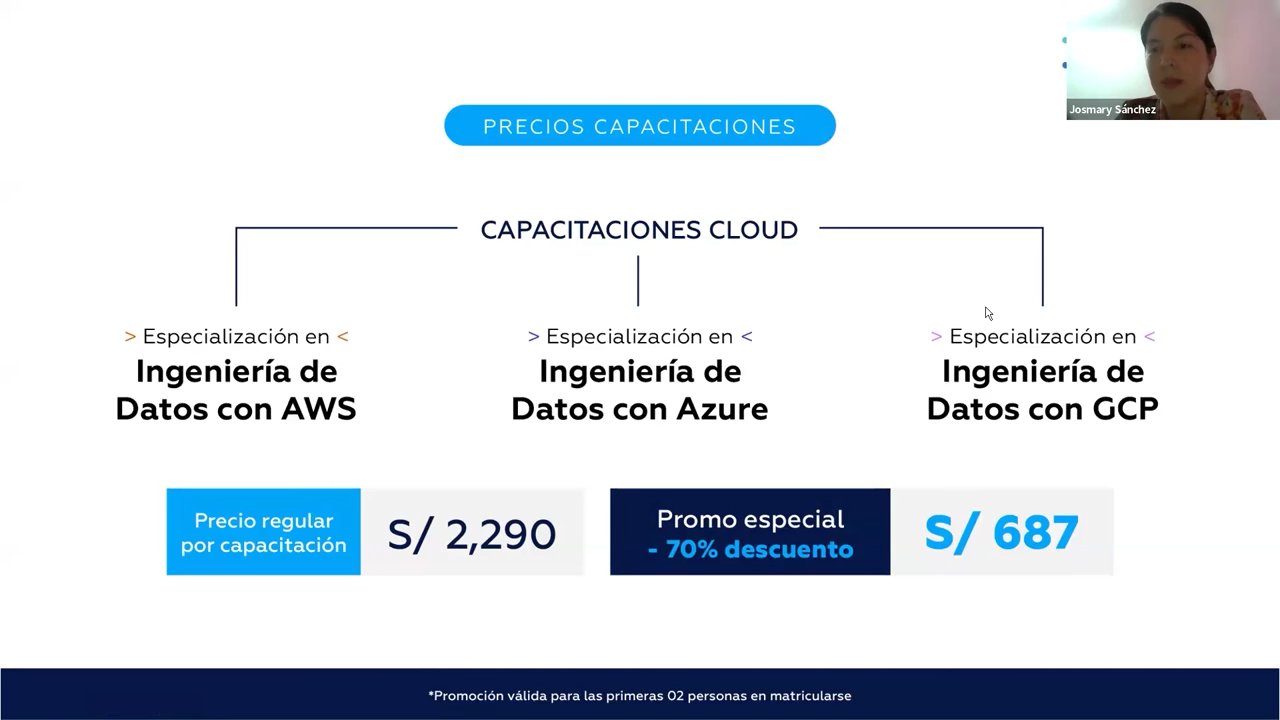 Josmary Sánchez
PRECIOS CAPACITACIONES
CAPACITACIONES CLOUD
> Especialización en <
Ingeniería de
Datos con AWS
> Especialización en <
Ingeniería de
Datos con Azure
> Especialización en <
Ingeniería de
Datos con GCP
Precio regular
por capacitación
S/ 2,290
Promo especial
- 70% descuento
S/ 687
*Promoción válida para las primeras 02 personas en matricularse